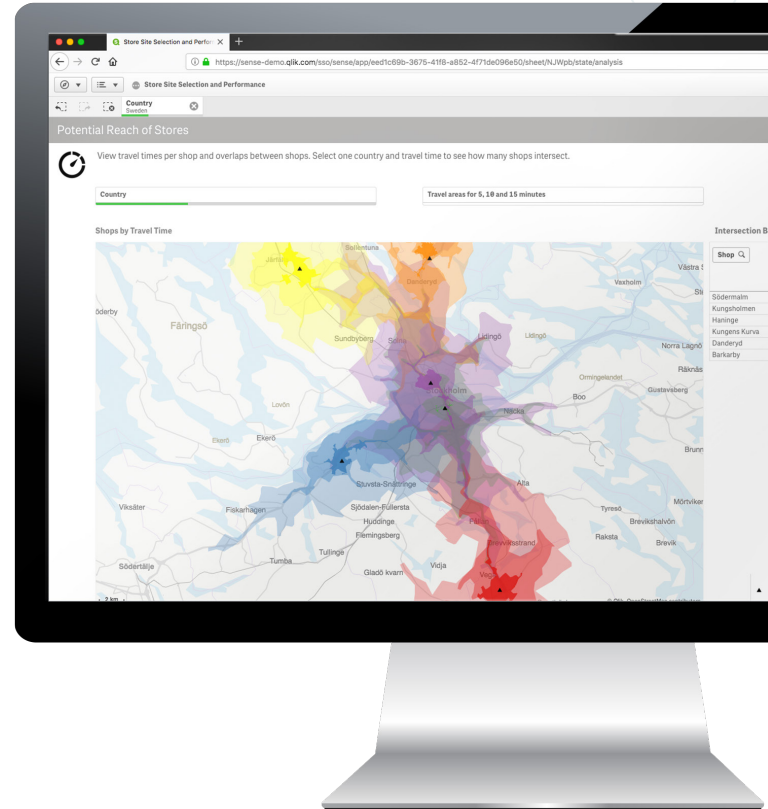 Store Site Selection and Perfor
https://sense-demo.qlik.com/sso/sense/app/eed1c69b-3675-41f8-a852-4f71de096e50/sheet/NJWpb/state/analysis
Store Site Selection and Performance
Country
Sweden
Potential Reach of Stores
View travel times per shop and overlaps between shops. Select one country and travel time to see how many shops intersect.
Country
Travel areas for 5, 10 and 15 minutes
Shops by Travel Time
Intersection B
Shop
Södermalm
Kungsholmen
Haninge
Kungens Kurva
Danderyd
Barkarby
Sollentuna
Danderyd
Vaxholm
Västra
öderby
Färingsö
Sundbyberg
Solna
Lidingö
Lidingö
Norra Lagnö
Räknäs
Ormingelandet
Gustavsberg
Boo
Stockholm
Nacka
Lovön
Ekerö
Ekerö
Brunn
Stuvsta-Snättringe
Älta
Mörtviker
Viksäter
Fiskarhagen
Sjödalen-Fullersta
Tyresö
Huddinge
Brevikshalvön
Flemingsberg
Raksta
Brevik
Brevviksstrand
Tullinge
Tumba
Södertälje
Gladö kvarn
Vidja
Vega
2 km